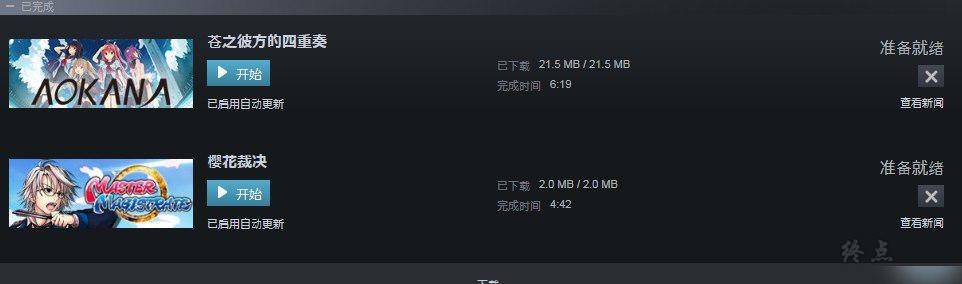 已完成
苍之彼方的四重奏
AOKANA
开始
已启用自动更新
已下载 21.5 MB / 21.5 MB
完成时间 6:19
准备就绪
查看新闻
樱花裁决
MASTER
MAGISTRATE
开始
已启用自动更新
已下载 2.0 MB / 2.0 MB
完成时间 4:42
准备就绪
查看新闻
终点
下载